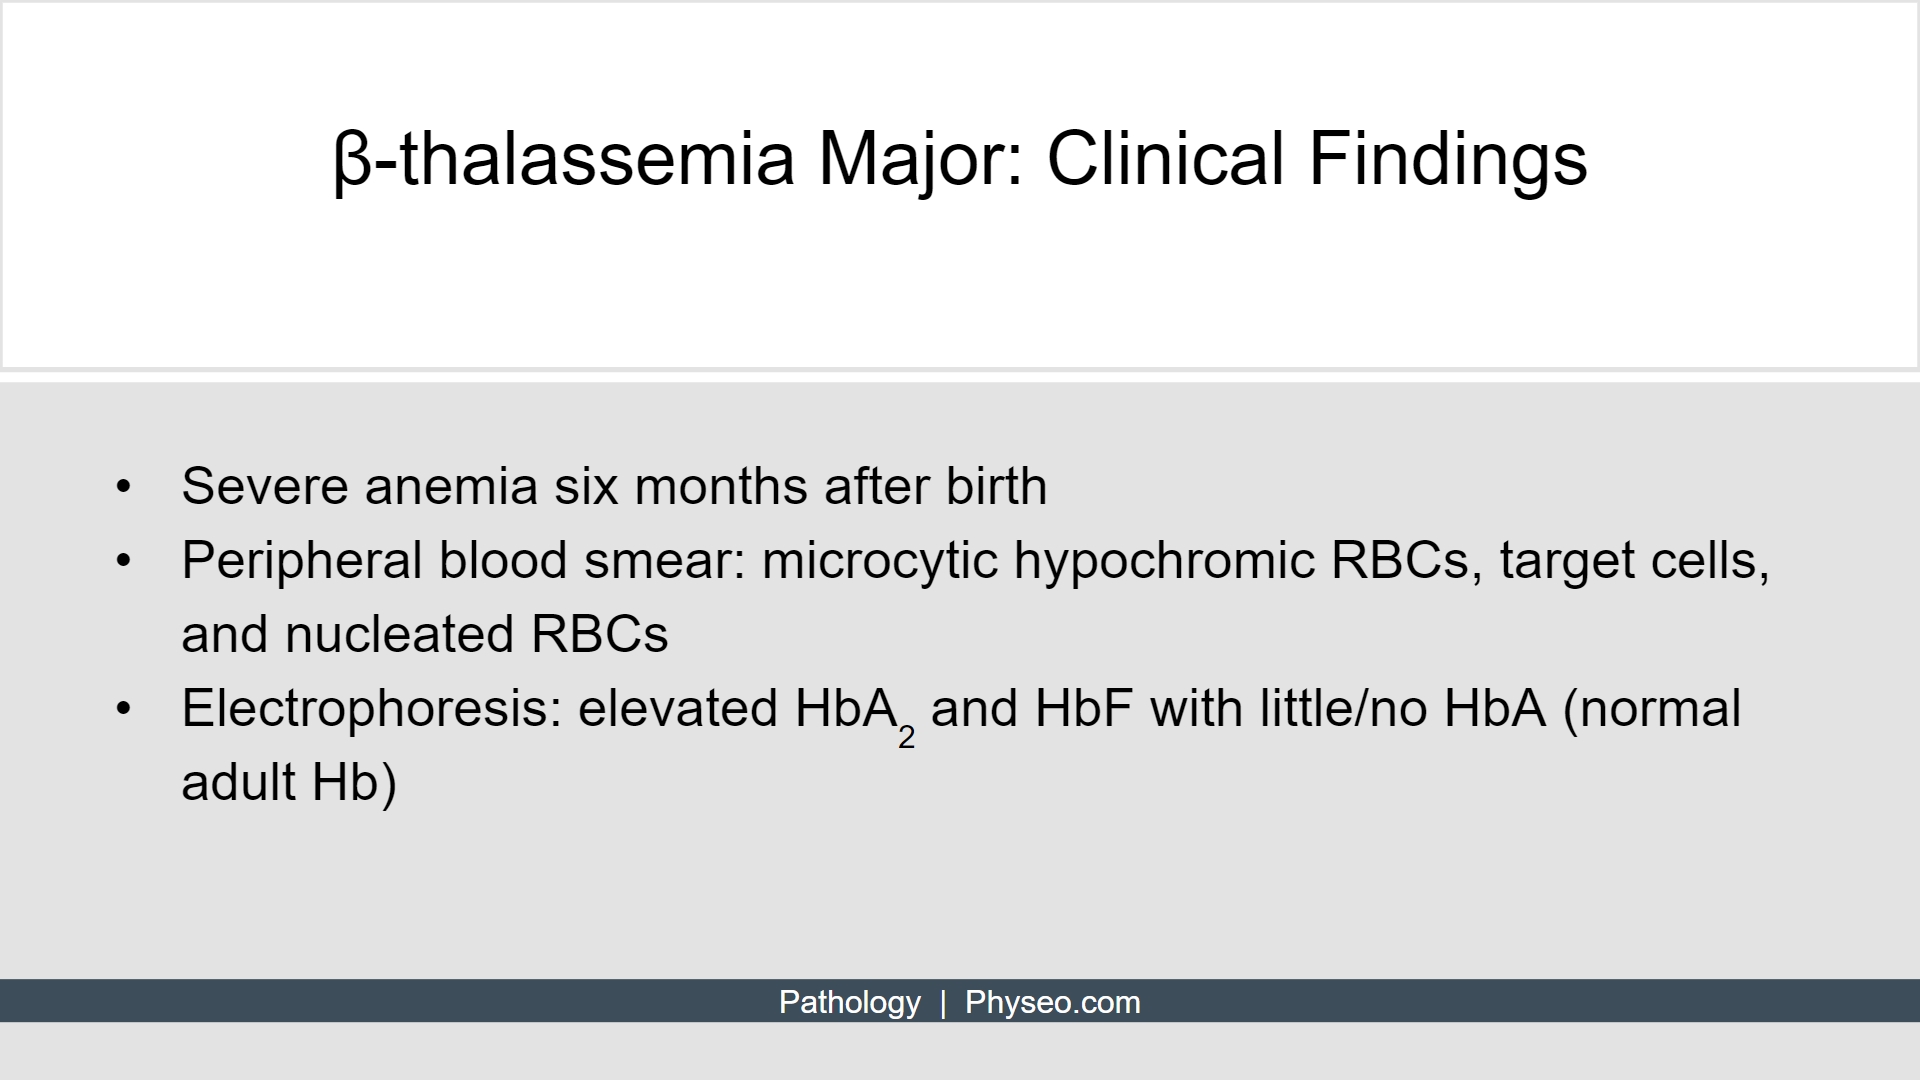 β-thalassemia Major: Clinical Findings
• Severe anemia six months after birth
• Peripheral blood smear: microcytic hypochromic RBCs, target cells,
and nucleated RBCs
• Electrophoresis: elevated HbA₂ and HbF with little/no HbA (normal
adult Hb)
Pathology | Physeo.com